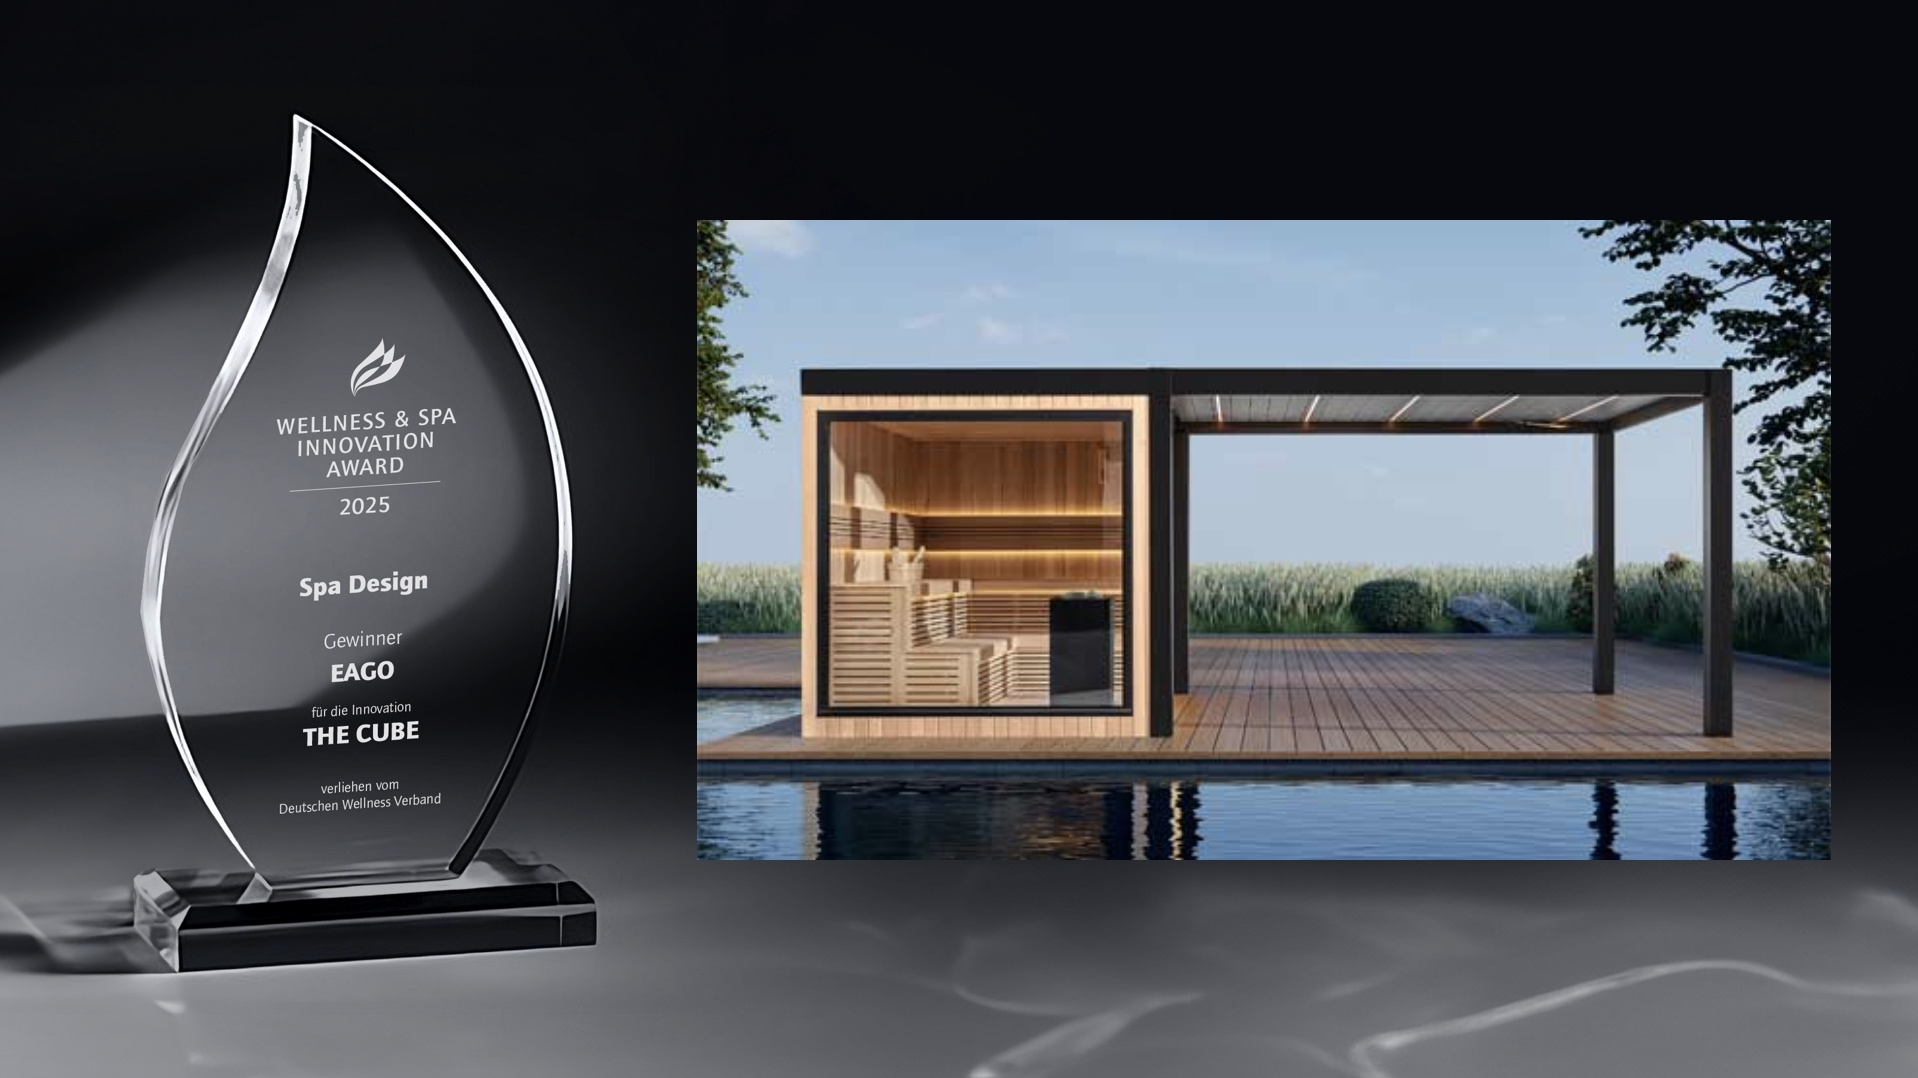 WELLNESS & SPA
INNOVATION
AWARD
2025
Spa Design
Gewinner
EAGO
für die Innovation
THE CUBE
verliehen vom
Deutschen Wellness Verband